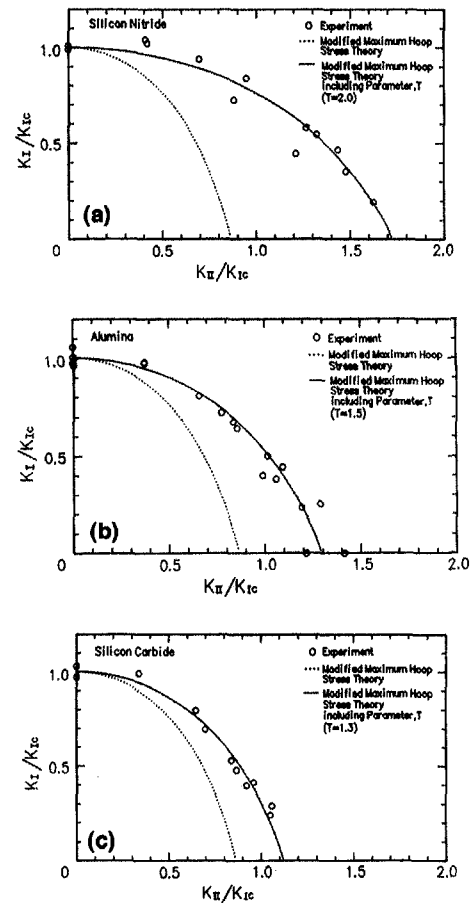 Silicon Nitride
Experiment
Modified Maximum Hoop
Stress Theory
Modified Maximum Hoop
Stress Theory
including Parameter,T
(T=2.0)
1.0
0.5
0
K_I/K_Ic
(a)
0 0.5 1.0 1.5 2.0
K_II/K_Ic
Alumina
Experiment
Modified Maximum Hoop
Stress Theory
Modified Maximum Hoop
Stress Theory
including Parameter,T
(T=1.5)
1.0
0.5
0
K_I/K_Ic
(b)
0 0.5 1.0 1.5 2.0
K_II/K_Ic
Silicon Carbide
Experiment
Modified Maximum Hoop
Stress Theory
Modified Maximum Hoop
Stress Theory
including Parameter,T
(T=1.3)
1.0
0.5
0
K_I/K_Ic
(c)
0 0.5 1.0 1.5 2.0
K_II/K_Ic